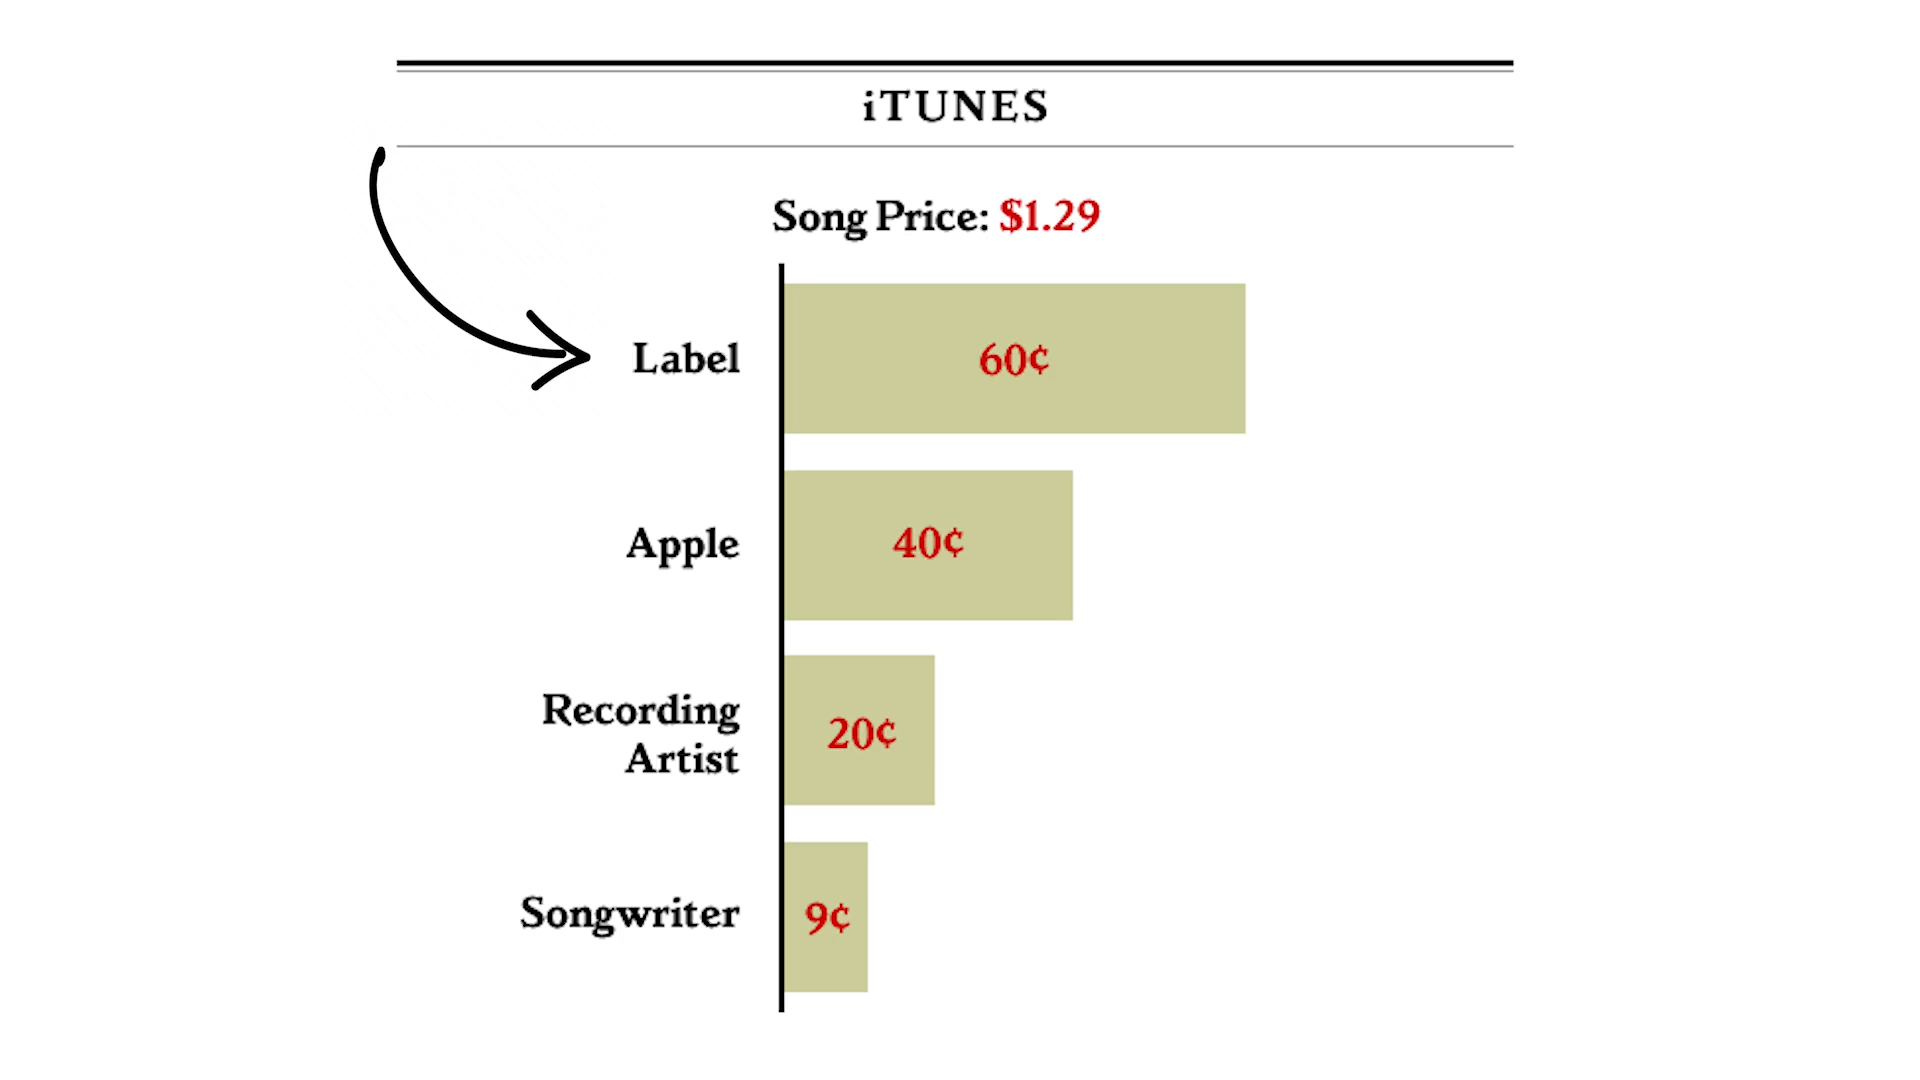 iTUNES
Song Price: $1.29
Label 60¢
Apple 40¢
Recording
Artist 20¢
Songwriter 9¢